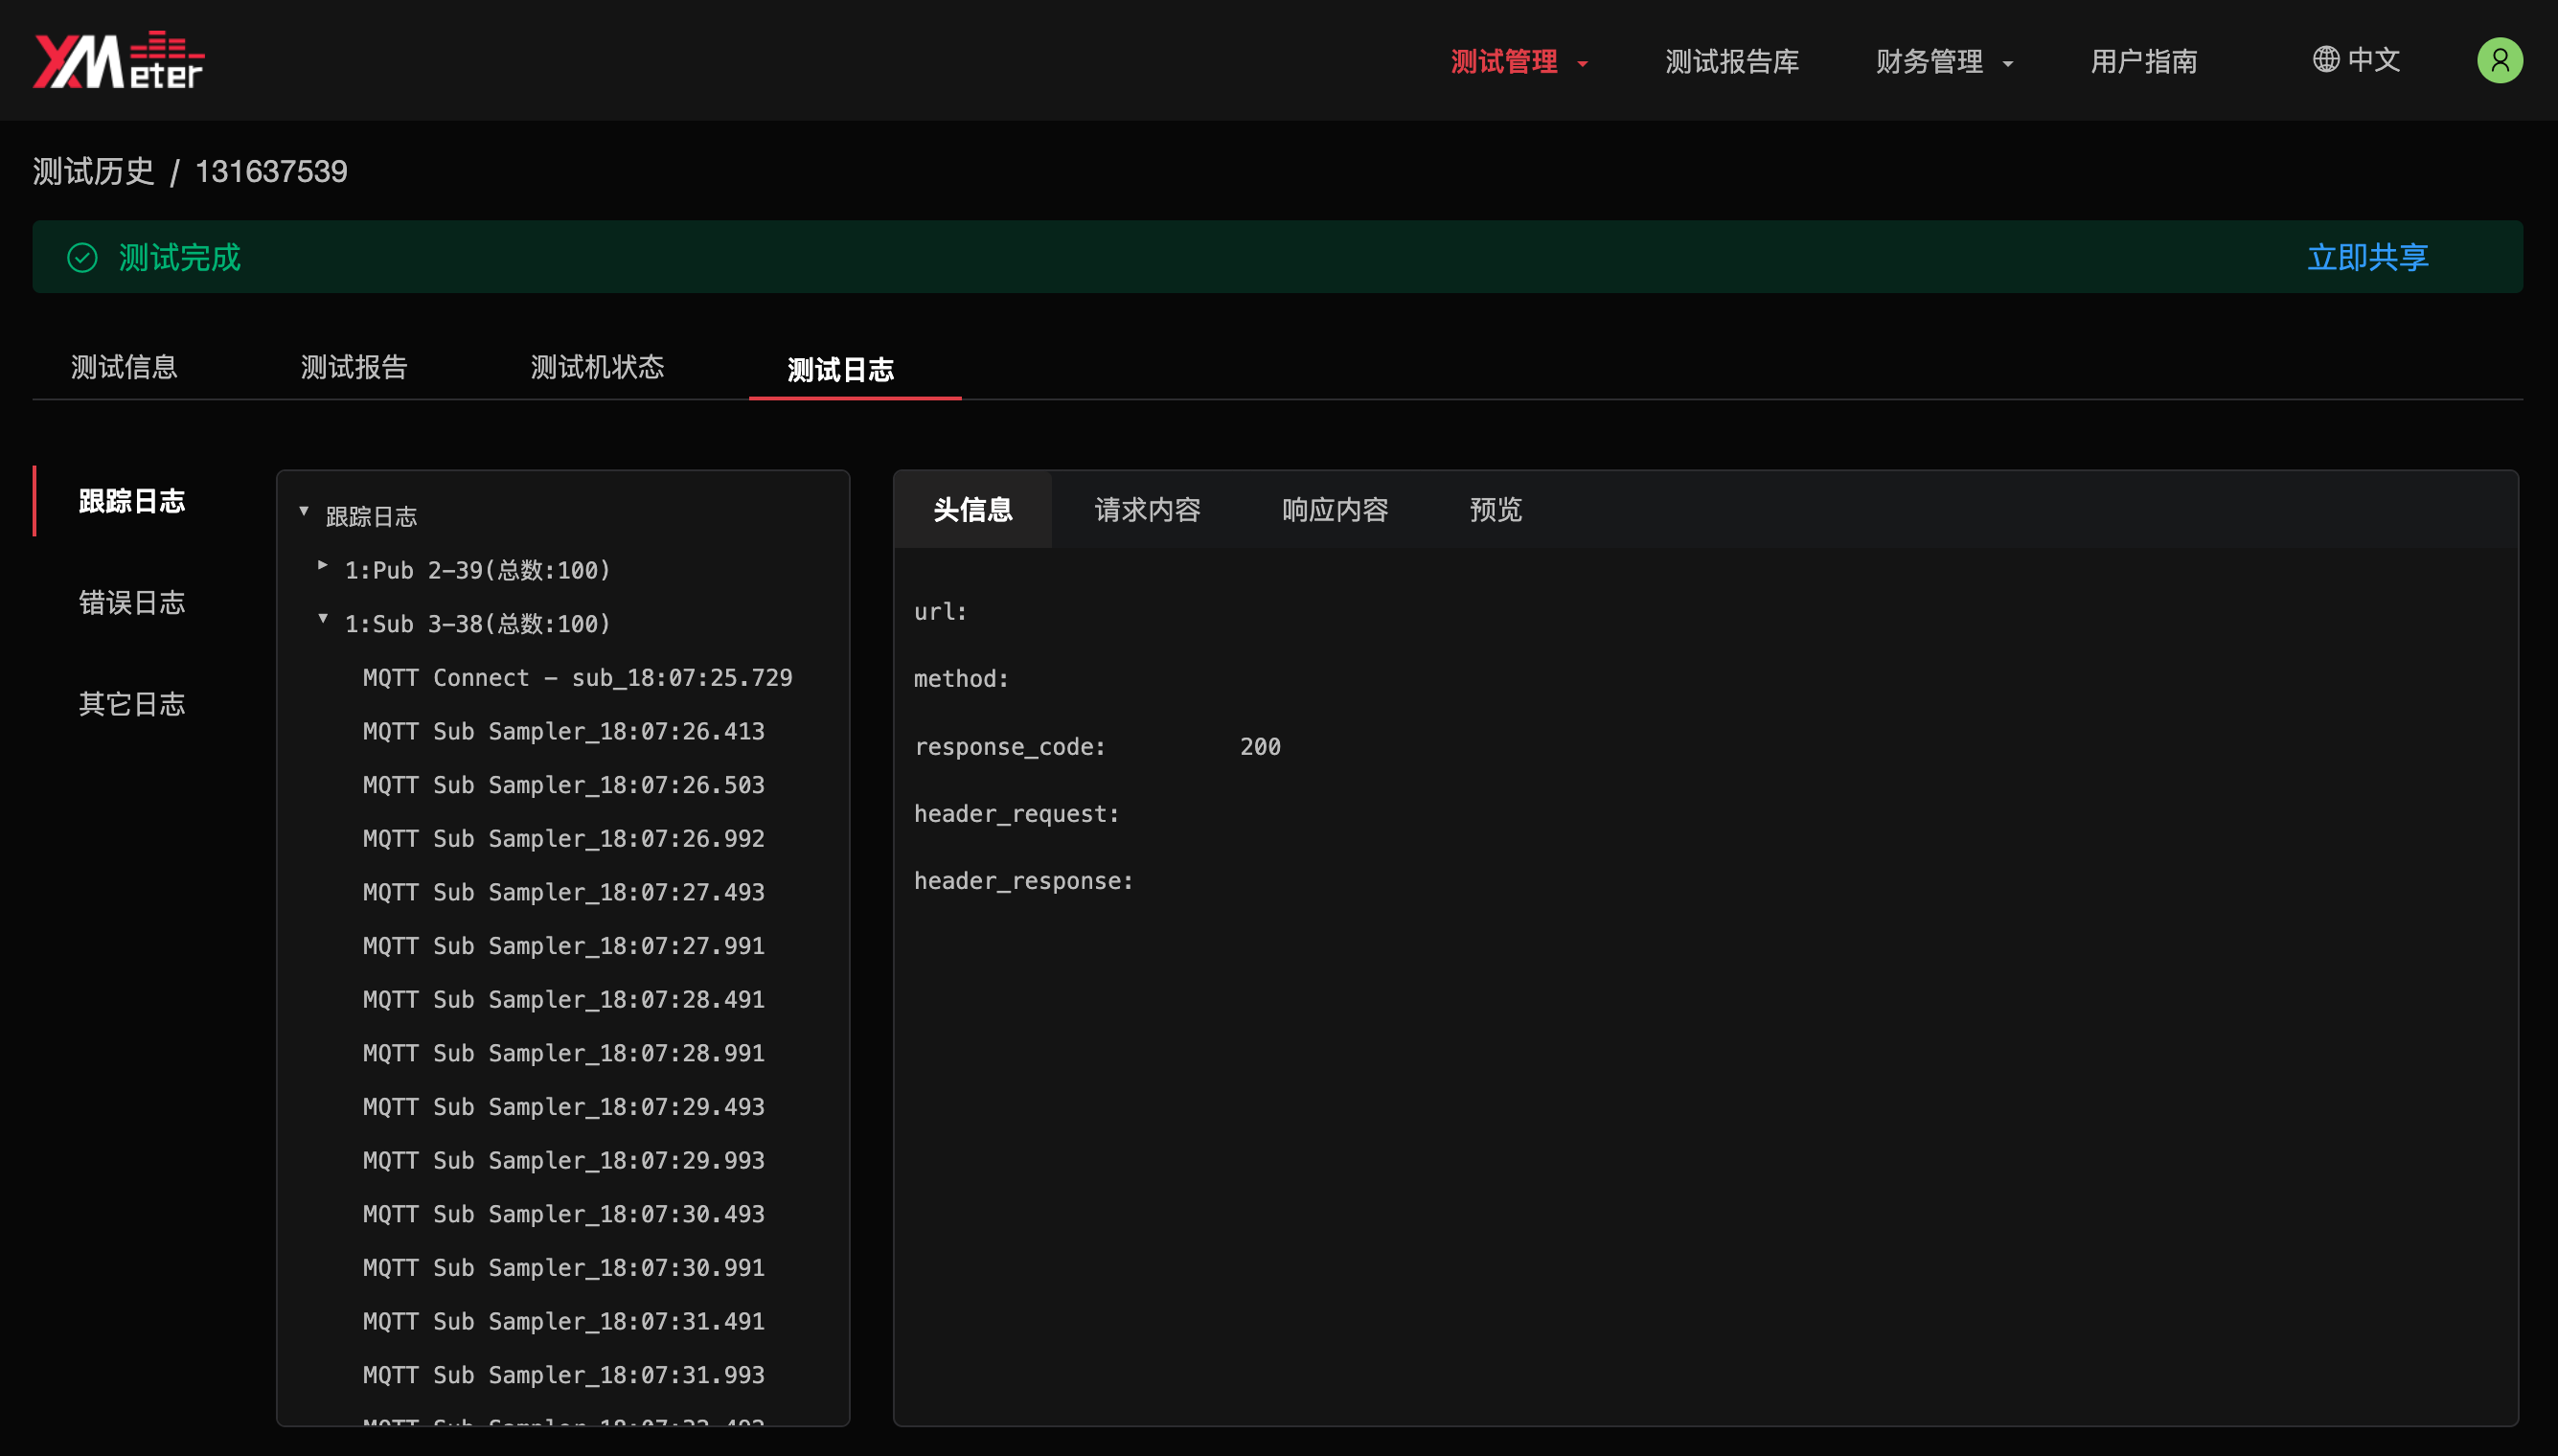 XMeter
测试管理 测试报告库 财务管理 用户指南 中文
测试历史 / 131637539
测试完成 立即共享
测试信息 测试报告 测试机状态 测试日志
跟踪日志
错误日志
其它日志
跟踪日志
1:Pub 2-39(总数:100)
1:Sub 3-38(总数:100)
MQTT Connect - sub_18:07:25.729
MQTT Sub Sampler_18:07:26.413
MQTT Sub Sampler_18:07:26.503
MQTT Sub Sampler_18:07:26.992
MQTT Sub Sampler_18:07:27.493
MQTT Sub Sampler_18:07:27.991
MQTT Sub Sampler_18:07:28.491
MQTT Sub Sampler_18:07:28.991
MQTT Sub Sampler_18:07:29.493
MQTT Sub Sampler_18:07:29.993
MQTT Sub Sampler_18:07:30.493
MQTT Sub Sampler_18:07:30.991
MQTT Sub Sampler_18:07:31.491
MQTT Sub Sampler_18:07:31.993
头信息 请求内容 响应内容 预览
url:
method:
response_code: 200
header_request:
header_response: